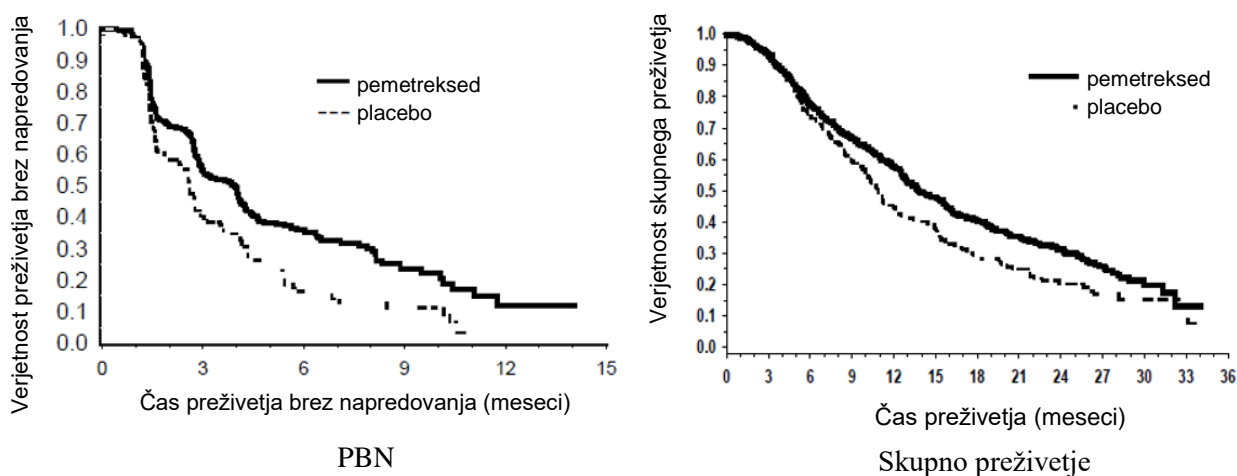 Verjetnost preživetja brez napredovanja
1.0
0.9
0.8
0.7
0.6
0.5
0.4
0.3
0.2
0.1
0.0
pemetreksed
placebo
0 3 6 9 12 15
Čas preživetja brez napredovanja (meseci)
PBN
Verjetnost skupnega preživetja
1.0
0.9
0.8
0.7
0.6
0.5
0.4
0.3
0.2
0.1
0.0
pemetreksed
placebo
0 3 6 9 12 15 18 21 24 27 30 33 36
Čas preživetja (meseci)
Skupno preživetje